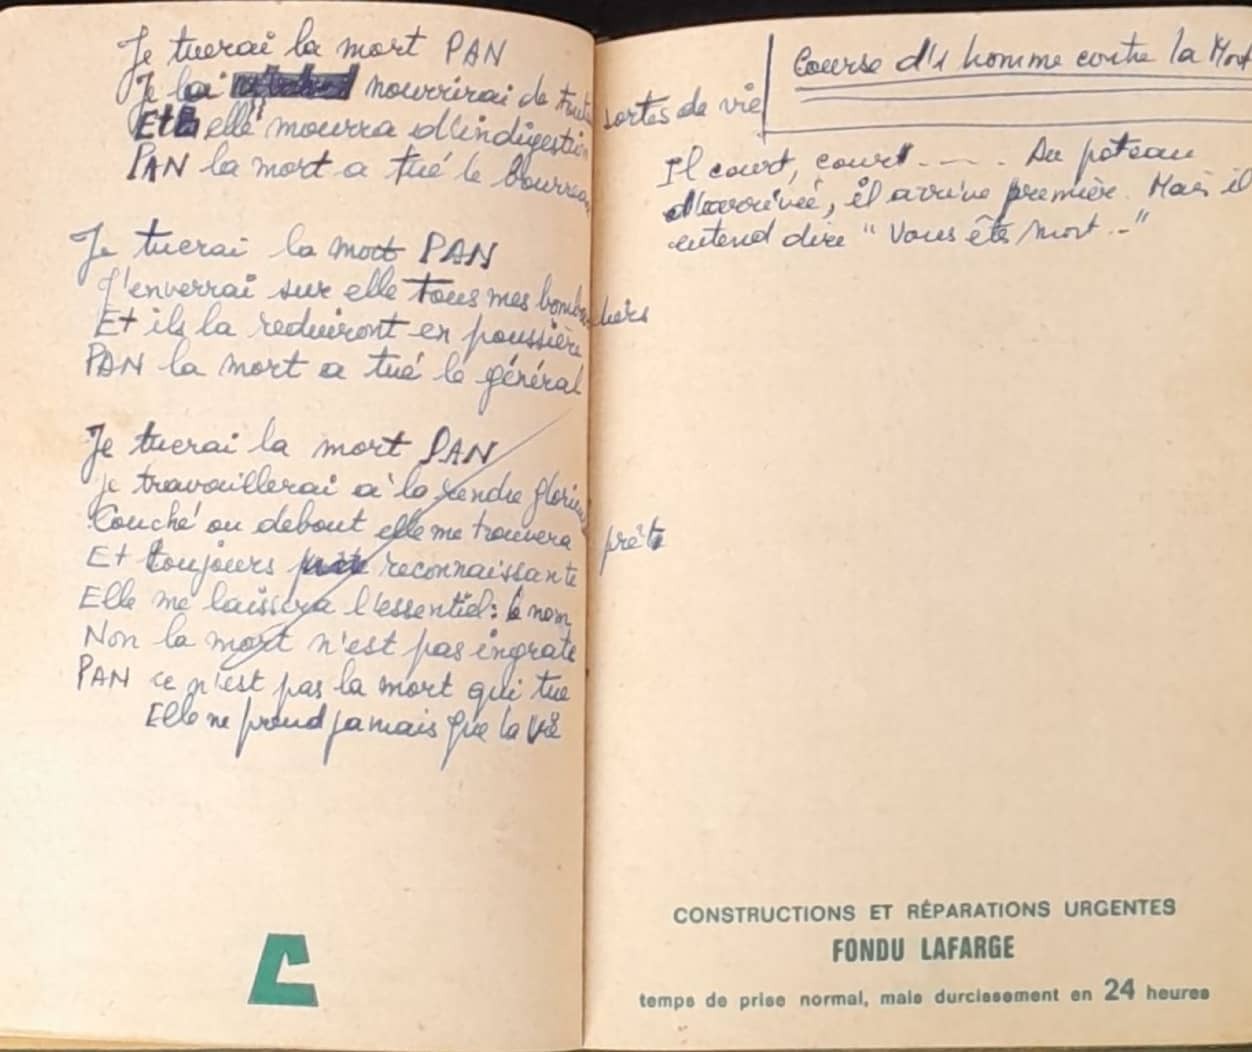 Je tuerai la mort PAN
Je la nourrirai de toutes sortes de vie
Et elle mourra d'indigestion
PAN la mort a tué le bourreau
Je tuerai la mort PAN
J'enverrai sur elle tous mes bombardiers
Et ils la reduiront en poussière
PAN la mort a tué le général
Je tuerai la mort PAN
Je travaillerai à la rendre glorieuse
Couché ou debout elle me trouvera prête
Et toujours reconnaissante
Elle me laissera l'essentiel : le nom
Non la mort n'est pas ingrate
PAN ce n'est pas la mort qui tue
Elle ne prend jamais que la vie
Course d'1 homme contre la Mort
Il court, court ---. Au poteau
d'arrivée, il arrive première. Mais il
entend dire "Vous êtes mort.."
CONSTRUCTIONS ET RÉPARATIONS URGENTES
FONDU LAFARGE
temps de prise normal, mais durcissement en 24 heures